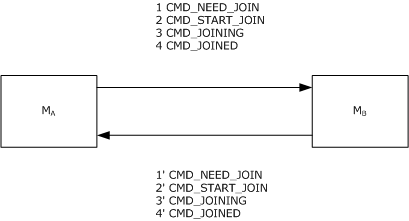 1 CMD_NEED_JOIN
2 CMD_START_JOIN
3 CMD_JOINING
4 CMD_JOINED
MA
MB
1' CMD_NEED_JOIN
2' CMD_START_JOIN
3' CMD_JOINING
4' CMD_JOINED